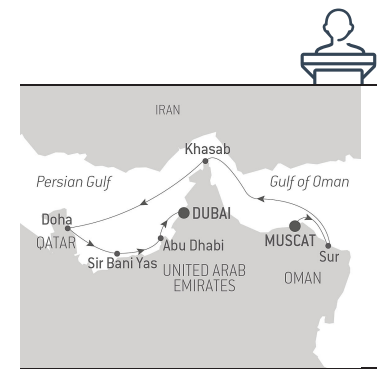 IRAN
Khasab
Persian Gulf
Gulf of Oman
Doha
DUBAI
QATAR
Abu Dhabi
MUSCAT
Sir Bani Yas
Sur
UNITED ARAB
EMIRATES
OMAN